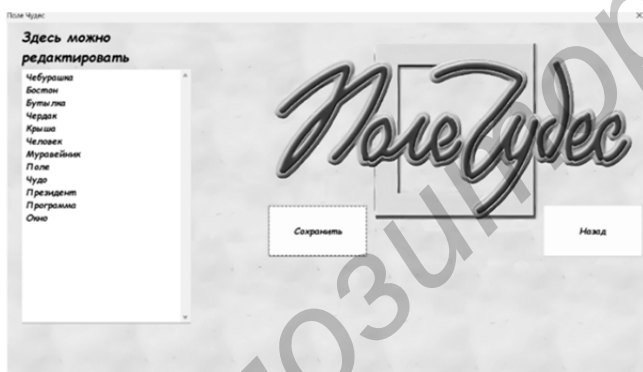 Поле Чудес
Здесь можно
редактировать
Чебурашка
Бостон
Бутылка
Чердак
Крыша
Человек
Муравейник
Поле
Чудо
Президент
Программа
Окно
Поле Чудес
Сохранить
Назад